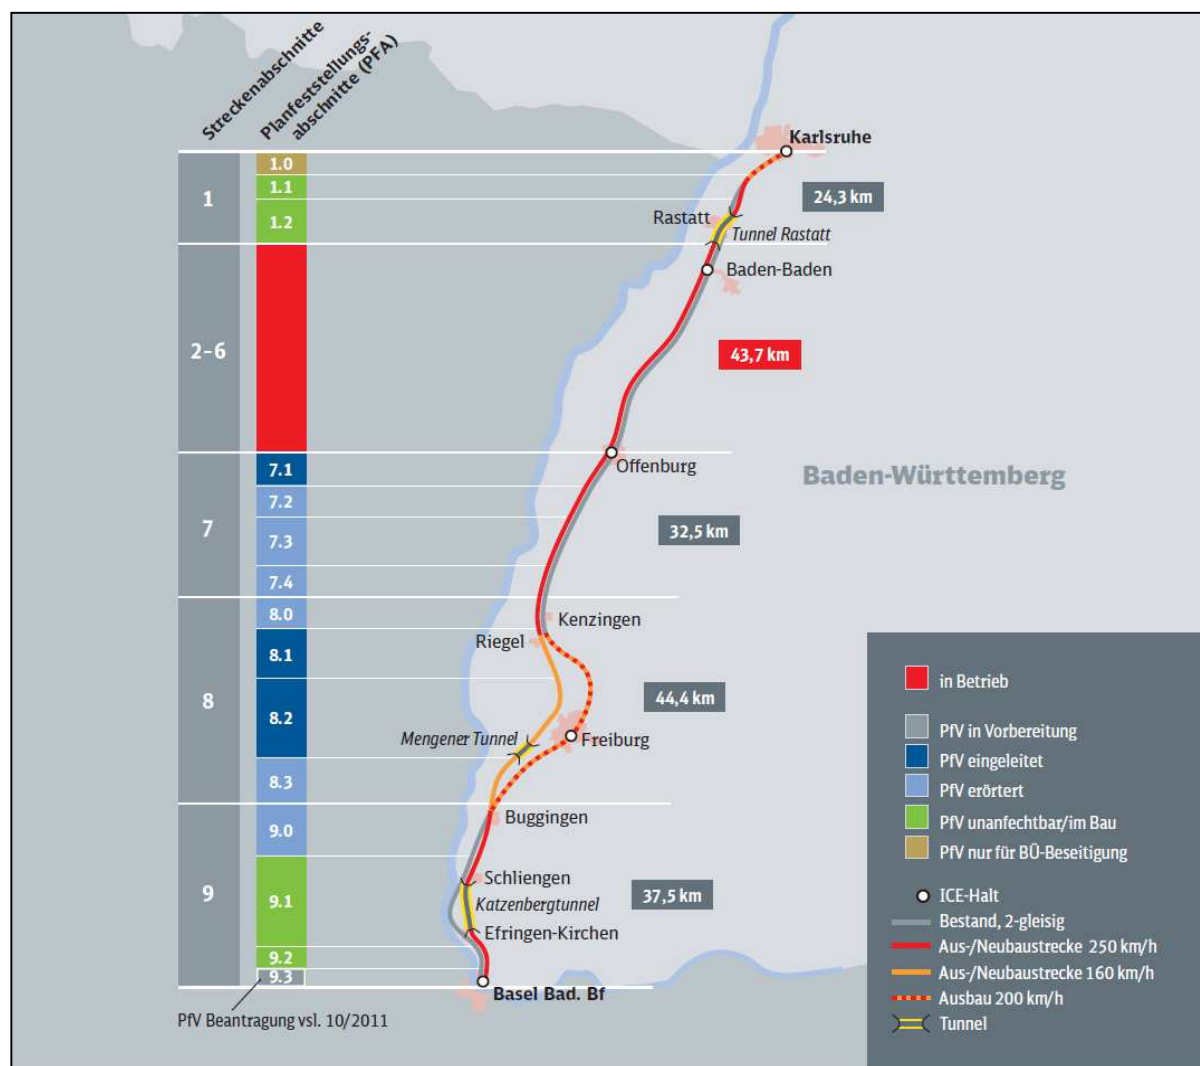 Streckenabschnitte
Planfeststellungs-
abschnitte (PFA)
Karlsruhe
1
1.0
1.1
1.2
24,3 km
Rastatt
Tunnel Rastatt
Baden-Baden
2-6
43,7 km
Offenburg
Baden-Württemberg
7
7.1
7.2
7.3
7.4
32,5 km
8
8.0
8.1
8.2
8.3
Kenzingen
Riegel
44,4 km
Mengener Tunnel
Freiburg
9
9.0
9.1
9.2
9.3
Buggingen
Schliengen
Katzenbergtunnel
37,5 km
Efringen-Kirchen
Basel Bad. Bf
PfV Beantragung vsl. 10/2011
in Betrieb
PfV in Vorbereitung
PfV eingeleitet
PfV erörtert
PfV unanfechtbar/im Bau
PfV nur für BÜ-Beseitigung
ICE-Halt
Bestand, 2-gleisig
Aus-/Neubaustrecke 250 km/h
Aus-/Neubaustrecke 160 km/h
Ausbau 200 km/h
Tunnel